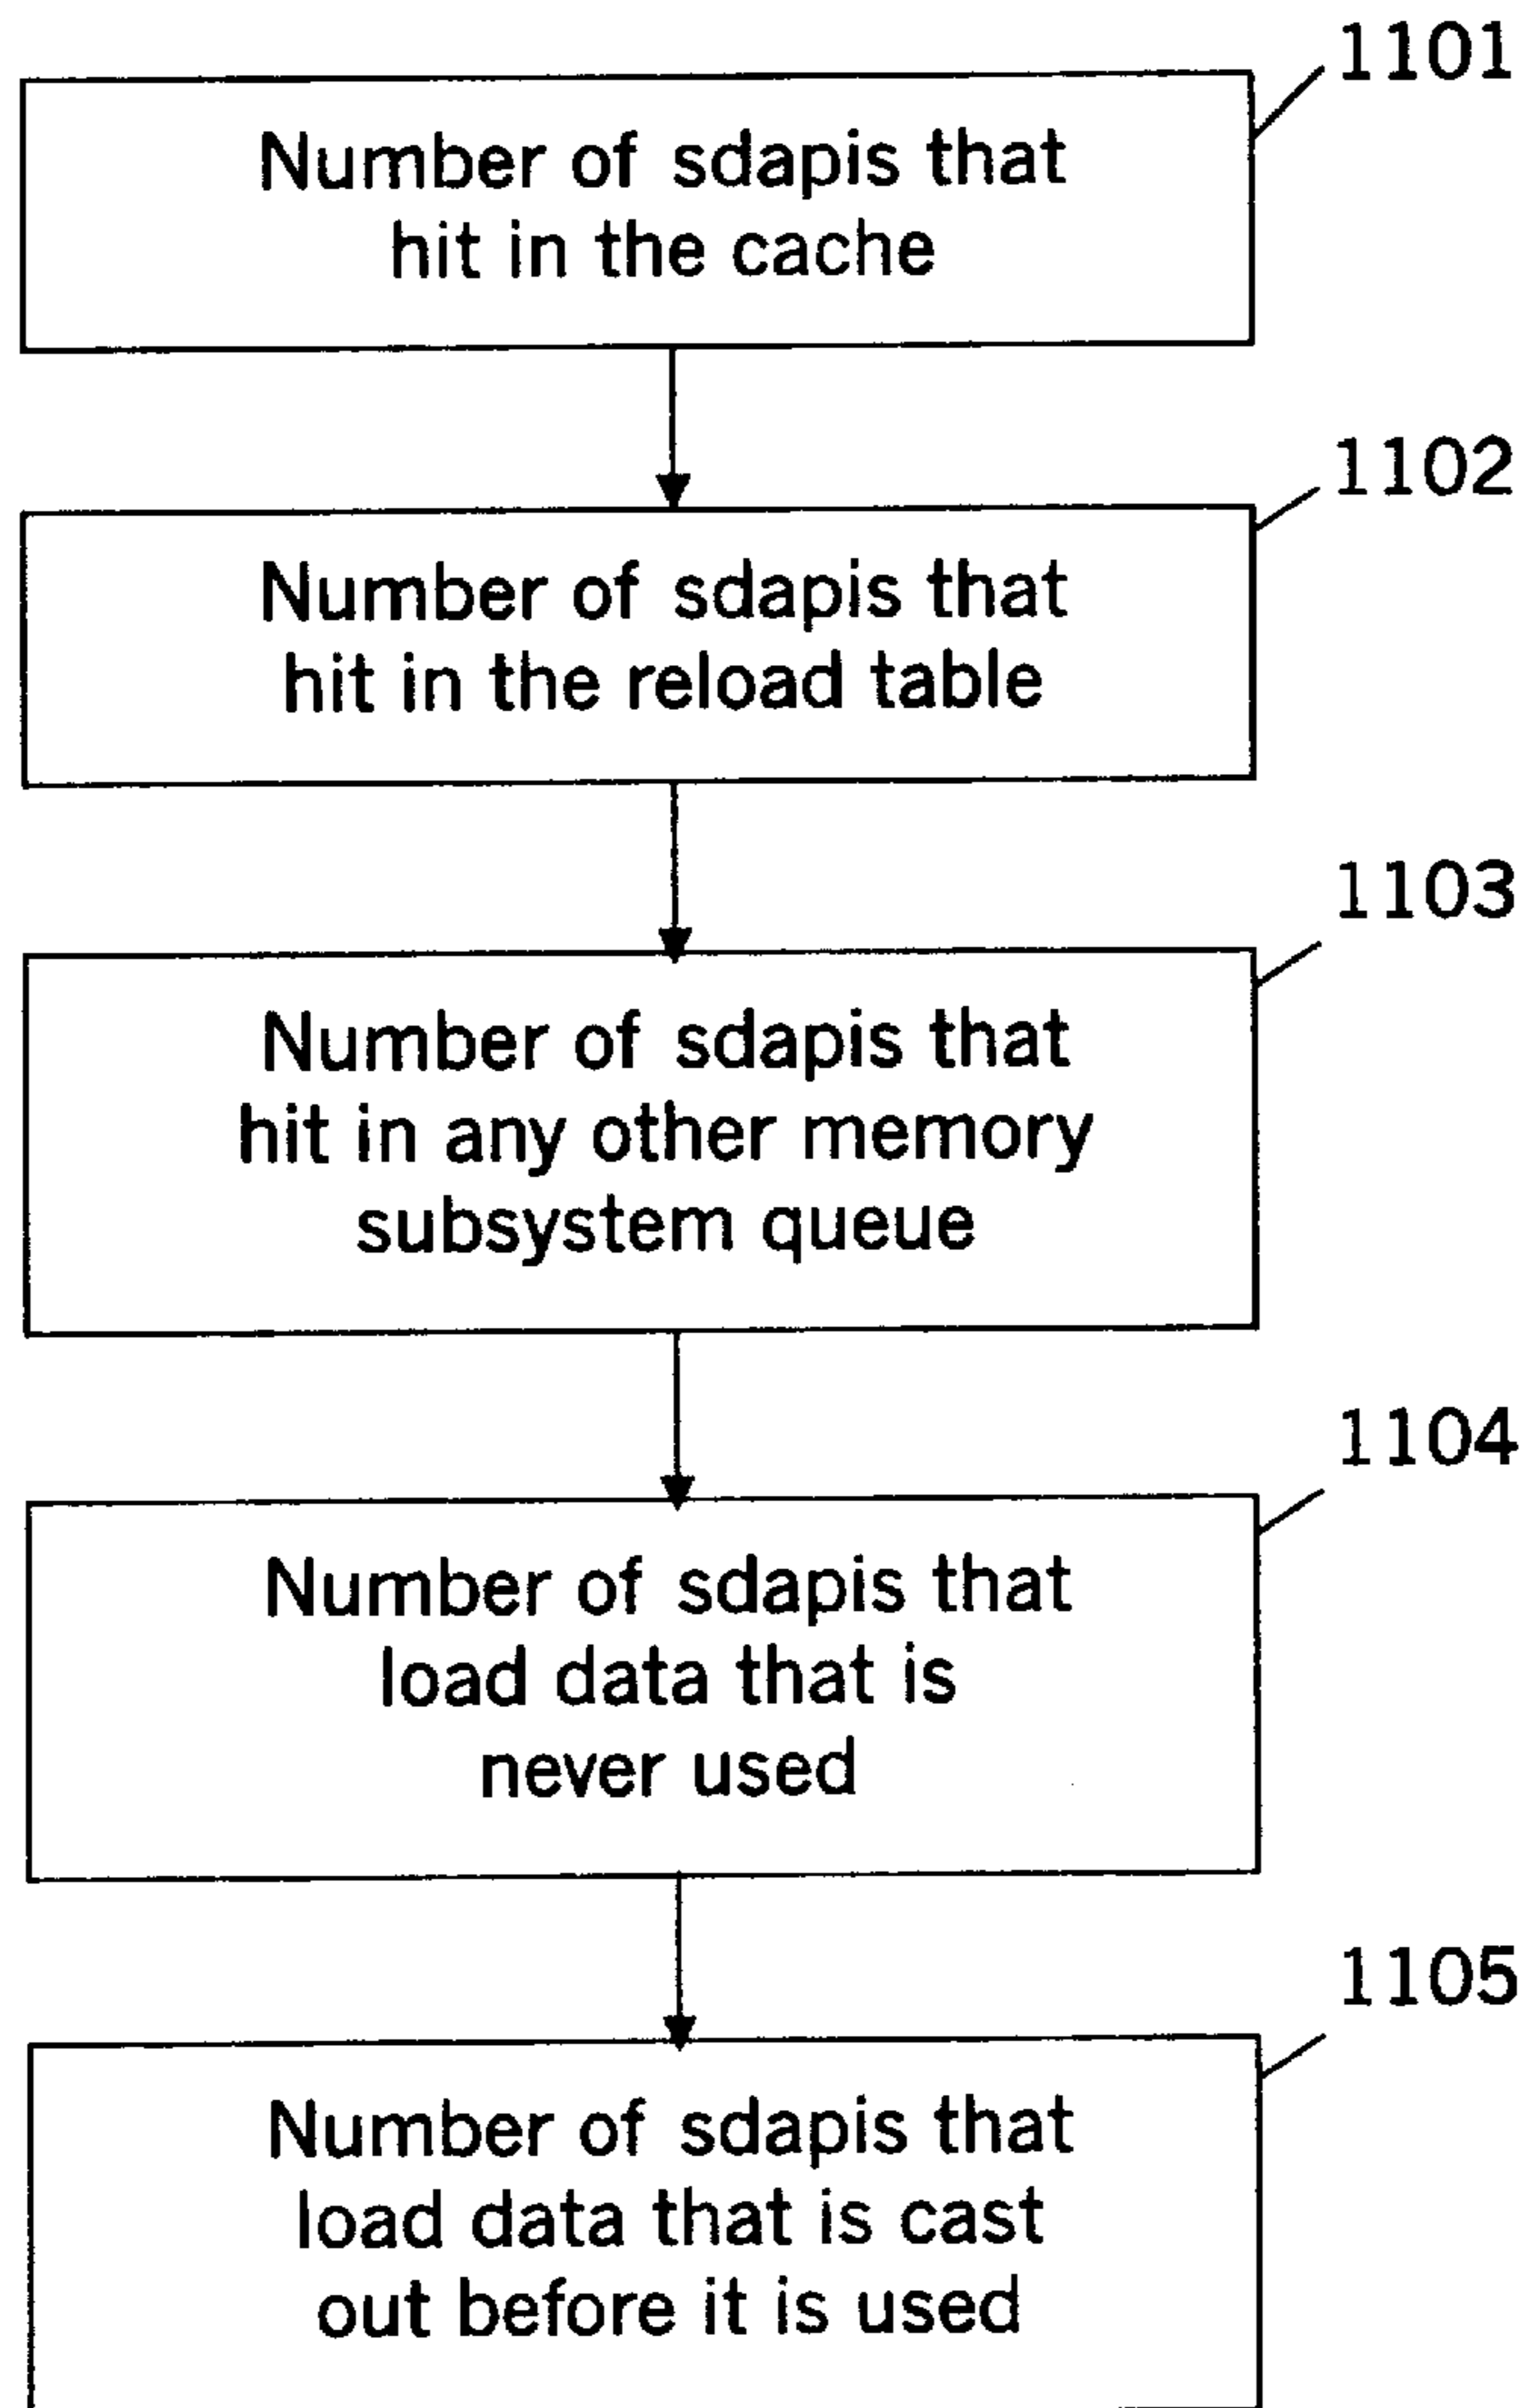 1101
Number of sdapis that
hit in the cache
1102
Number of sdapis that
hit in the reload table
1103
Number of sdapis that
hit in any other memory
subsystem queue
1104
Number of sdapis that
load data that is
never used
1105
Number of sdapis that
load data that is cast
out before it is used